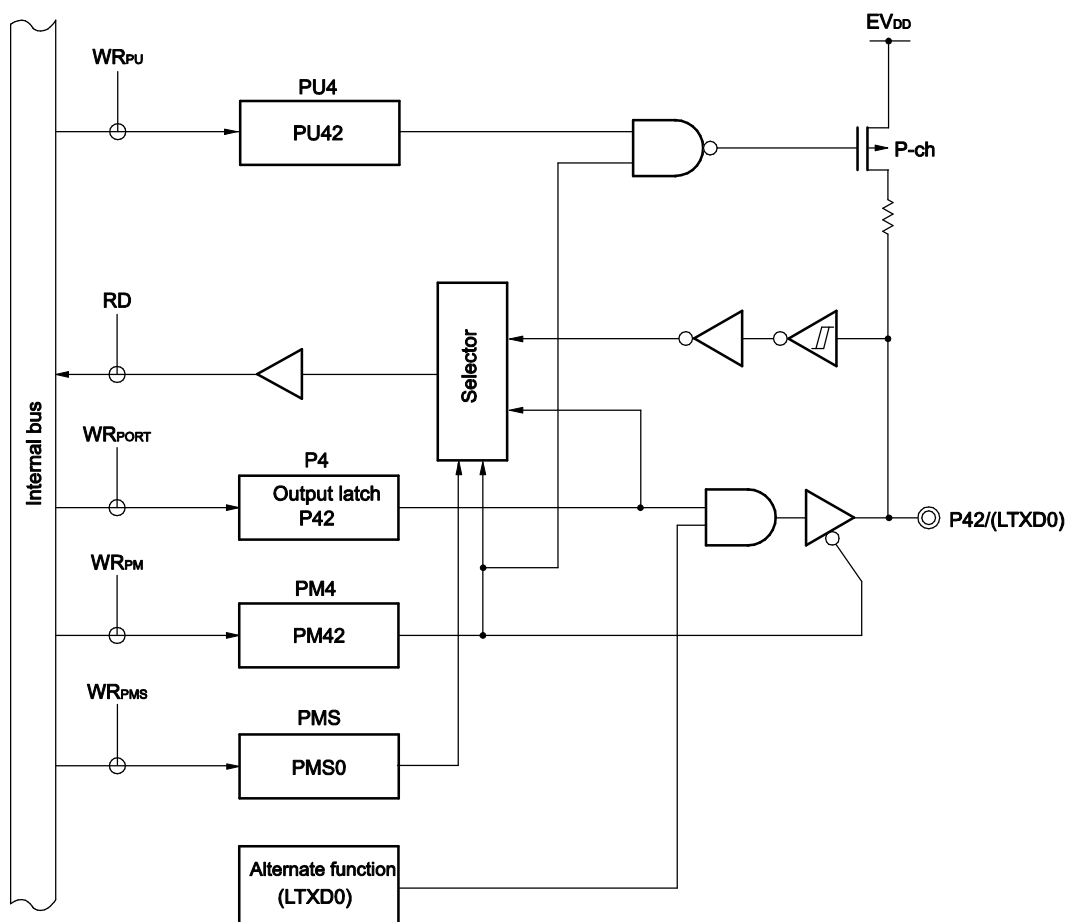 EVDD
WRPU
PU4
PU42
P-ch
RD
Selector
Internal bus
WRPORT
P4
Output latch
P42
P42/(LTXD0)
WRPM
PM4
PM42
WRPMS
PMS
PMS0
Alternate function
(LTXD0)